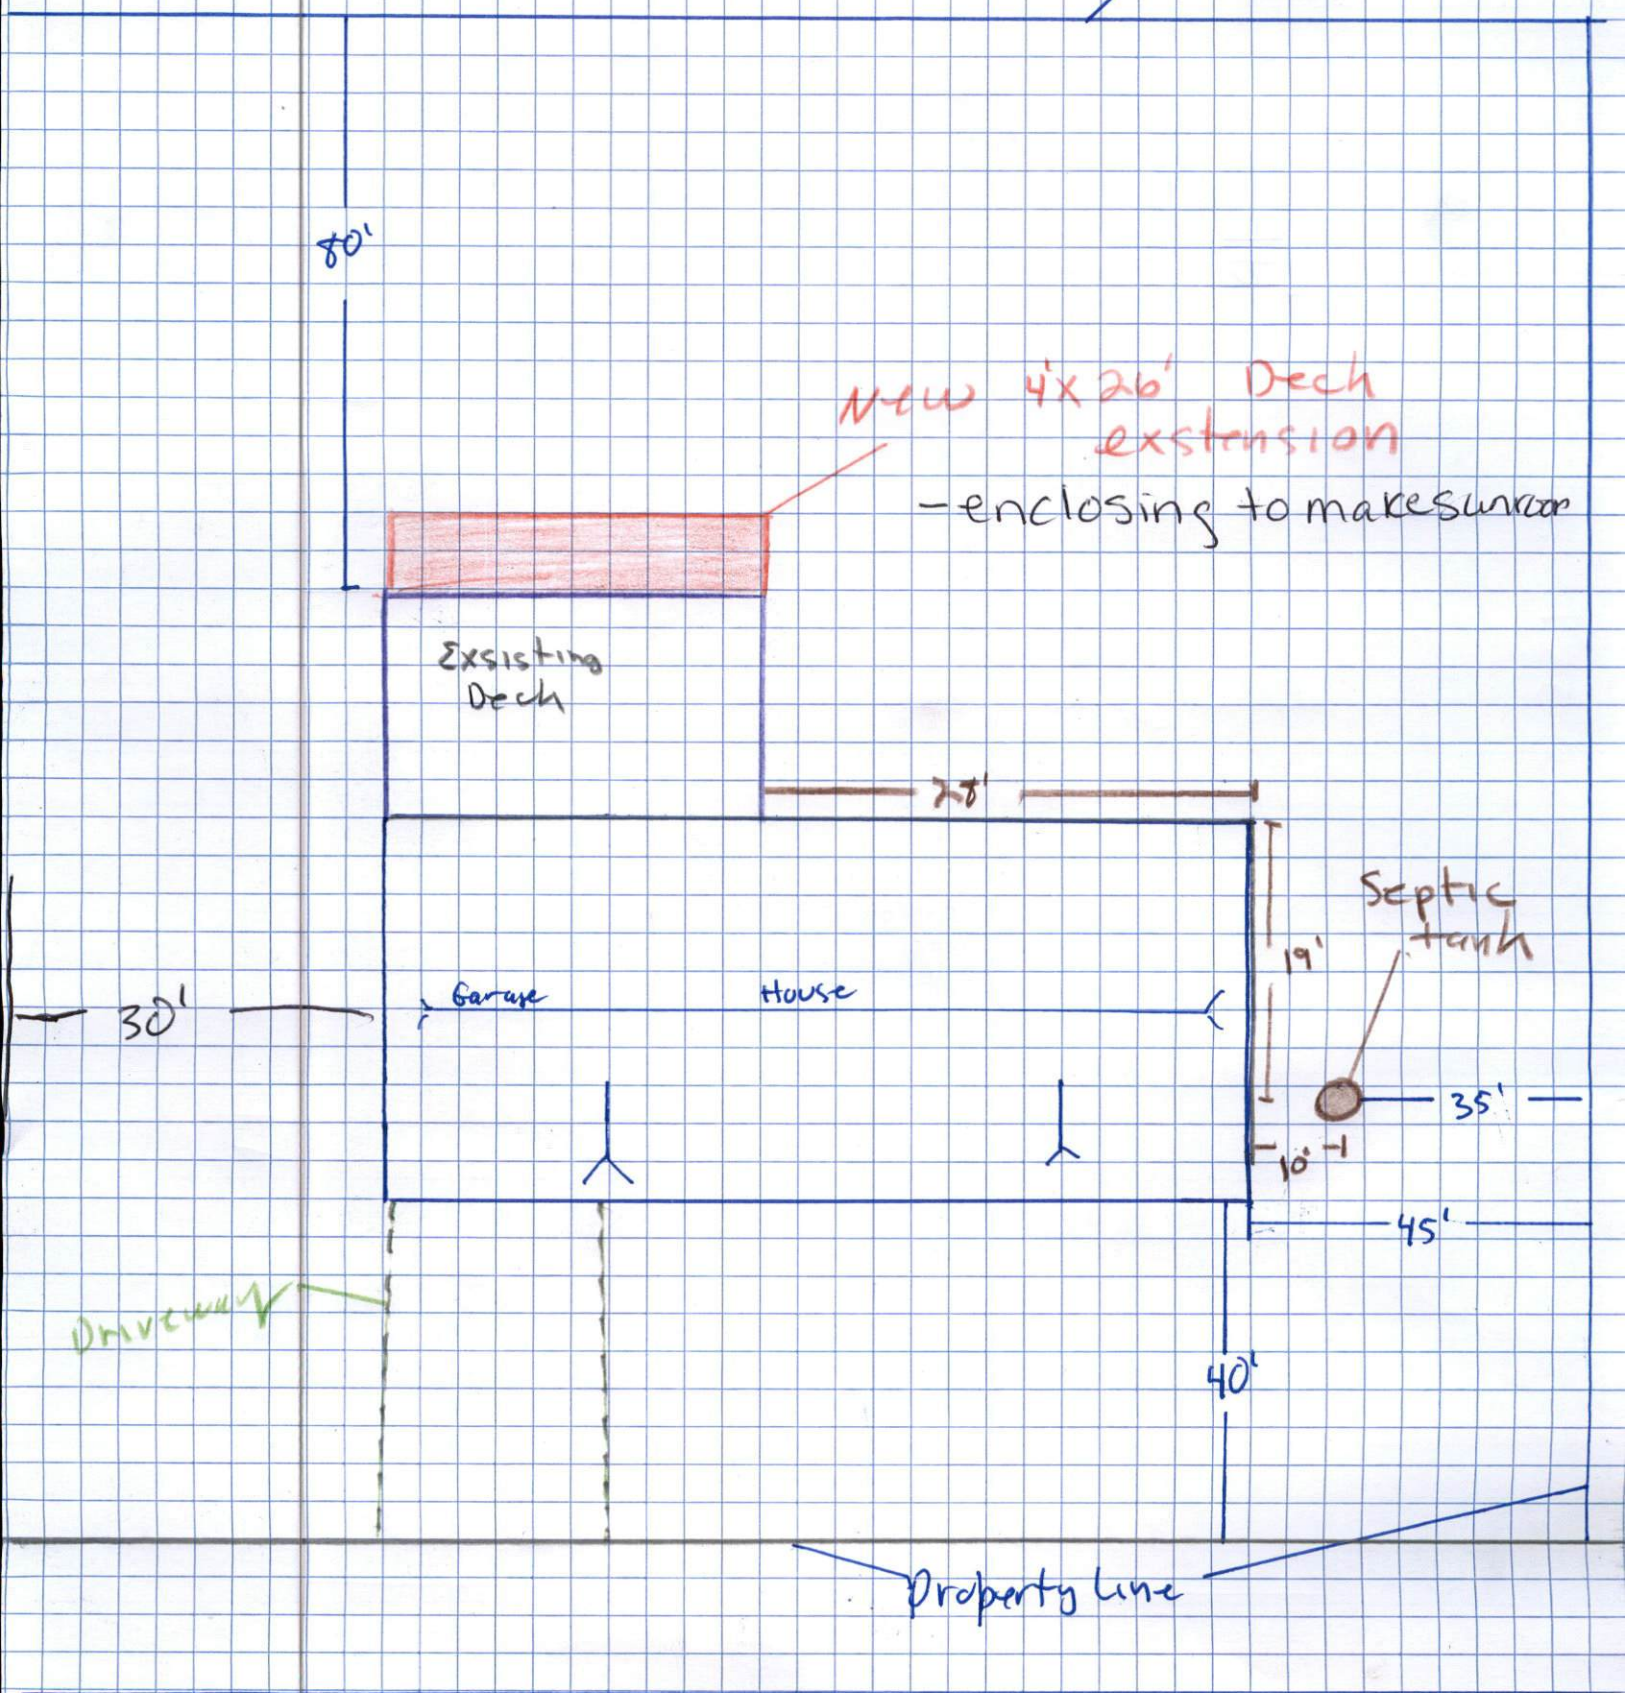 80'
New 4'x26' Deck
exstension
-enclosing to make sunroom
Exsisting
Deck
28'
Septic
tank
19'
Garage House
30'
35'
10'
45'
Driveway
40'
Property Line